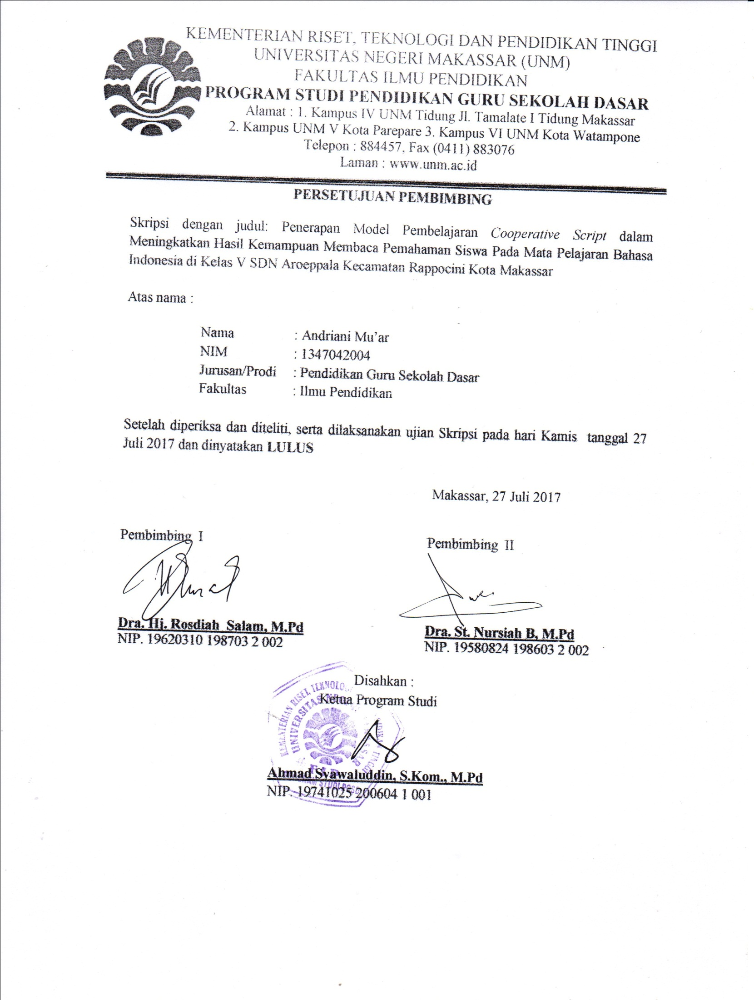 KEMENTERIAN RISET, TEKNOLOGI DAN PENDIDIKAN TINGGI
UNIVERSITAS NEGERI MAKASSAR (UNM)
FAKULTAS ILMU PENDIDIKAN
PROGRAM STUDI PENDIDIKAN GURU SEKOLAH DASAR
Alamat : 1. Kampus IV UNM Tidung Jl. Tamalate I Tidung Makassar
2. Kampus UNM V Kota Parepare 3. Kampus VI UNM Kota Watampone
Telepon : 884457, Fax (0411) 883076
Laman : www.unm.ac.id
PERSETUJUAN PEMBIMBING
Skripsi dengan judul: Penerapan Model Pembelajaran Cooperative Script dalam
Meningkatkan Hasil Kemampuan Membaca Pemahaman Siswa Pada Mata Pelajaran Bahasa
Indonesia di Kelas V SDN Aroeppala Kecamatan Rappocini Kota Makassar
Atas nama :
Nama : Andriani Mu’ar
NIM : 1347042004
Jurusan/Prodi : Pendidikan Guru Sekolah Dasar
Fakultas : Ilmu Pendidikan
Setelah diperiksa dan diteliti, serta dilaksanakan ujian Skripsi pada hari Kamis tanggal 27
Juli 2017 dan dinyatakan LULUS
Makassar, 27 Juli 2017
Pembimbing I
Pembimbing II
Dra. Hj. Rosdiah Salam, M.Pd
NIP. 19620310 198703 2 002
Dra. St. Nursiah B, M.Pd
NIP. 19580824 198603 2 002
Disahkan :
Ketua Program Studi
KEMENTERIAN RISET, TEKNOLOGI
UNIVERSITAS
TINGGI
Ahmad Syawaluddin, S.Kom., M.Pd
NIP. 19741025 200604 1 001